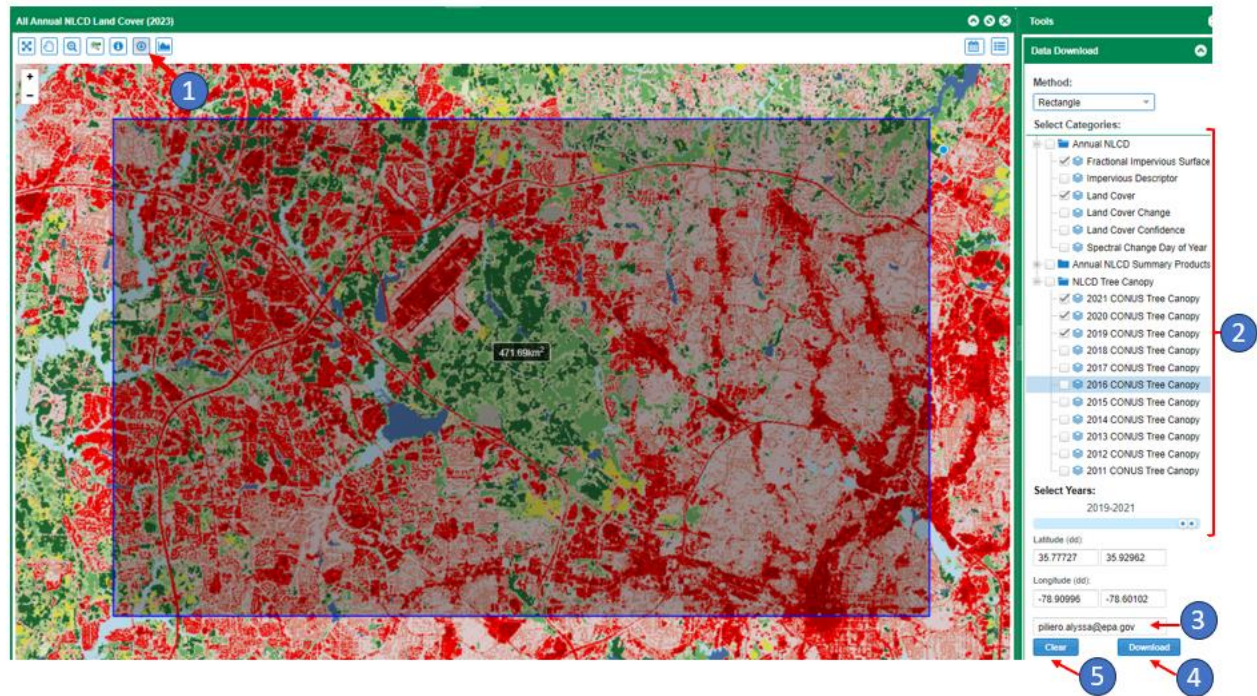 All Annual NLCD Land Cover (2023)
Tools
Data Download
1
+
−
471.69km²
Method:
Rectangle
Select Categories:
Annual NLCD
Fractional Impervious Surface
Impervious Descriptor
Land Cover
Land Cover Change
Land Cover Confidence
Spectral Change Day of Year
Annual NLCD Summary Products
NLCD Tree Canopy
2021 CONUS Tree Canopy
2020 CONUS Tree Canopy
2019 CONUS Tree Canopy
2018 CONUS Tree Canopy
2017 CONUS Tree Canopy
2016 CONUS Tree Canopy
2015 CONUS Tree Canopy
2014 CONUS Tree Canopy
2013 CONUS Tree Canopy
2012 CONUS Tree Canopy
2011 CONUS Tree Canopy
2
Select Years:
2019-2021
Latitude (dd):
35.77727 35.92962
Longitude (dd):
-78.90996 -78.60102
piliero.alyssa@epa.gov
3
Clear Download
5 4